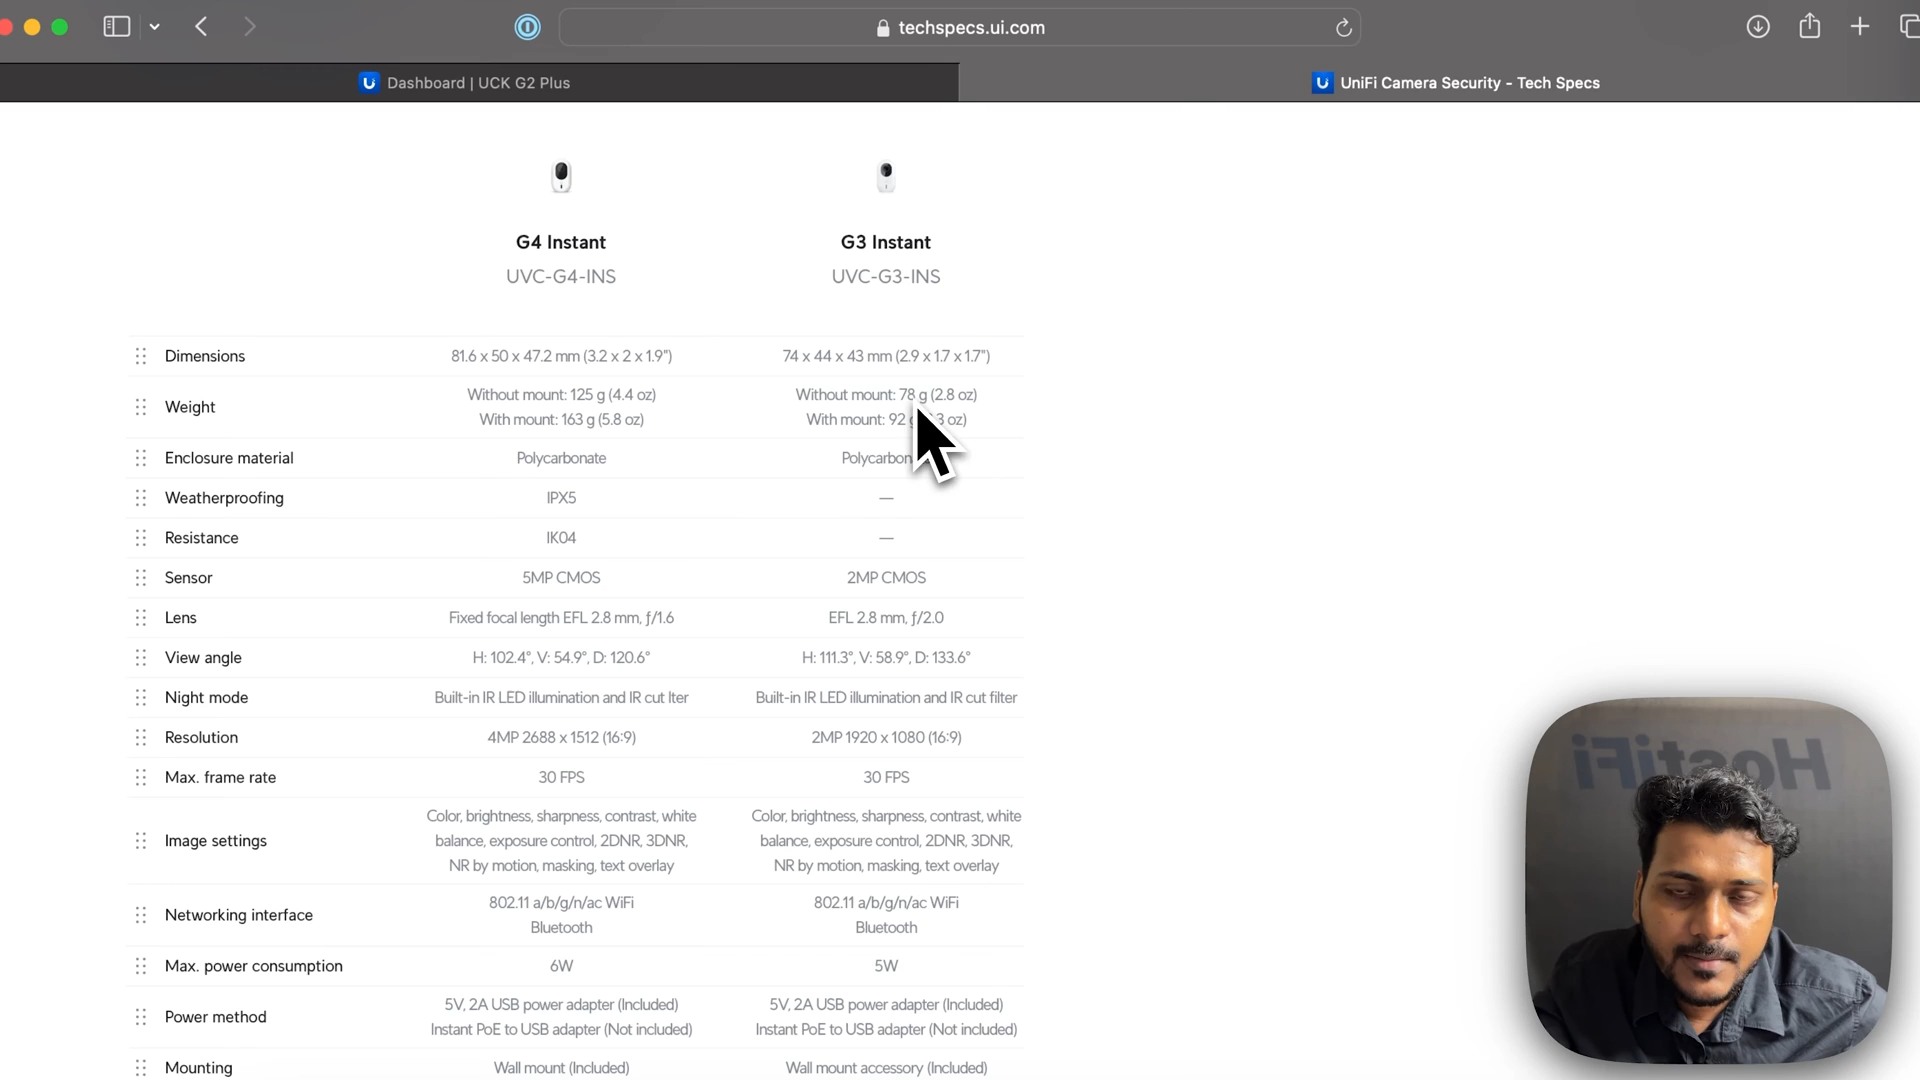 techspecs.ui.com
Dashboard | UCK G2 Plus
UniFi Camera Security - Tech Specs
G4 Instant
G3 Instant
UVC-G4-INS
UVC-G3-INS
Dimensions
81.6 x 50 x 47.2 mm (3.2 x 2 x 1.9")
74 x 44 x 43 mm (2.9 x 1.7 x 1.7")
Weight
Without mount: 125 g (4.4 oz)
With mount: 163 g (5.8 oz)
Without mount: 78 g (2.8 oz)
With mount: 92 oz)
Enclosure material
Polycarbonate
Weatherproofing
IPX5
—
Resistance
IK04
—
Sensor
5MP CMOS
2MP CMOS
Lens
Fixed focal length EFL 2.8 mm, ƒ/1.6
EFL 2.8 mm, ƒ/2.0
View angle
H: 102.4°, V: 54.9°, D: 120.6°
H: 111.3°, V: 58.9°, D: 133.6°
Night mode
Built-in IR LED illumination and IR cut lter
Built-in IR LED illumination and IR cut filter
Resolution
4MP 2688 x 1512 (16:9)
2MP 1920 x 1080 (16:9)
Max. frame rate
30 FPS
30 FPS
Image settings
Color, brightness, sharpness, contrast, white
balance, exposure control, 2DNR, 3DNR,
NR by motion, masking, text overlay
Color, brightness, sharpness, contrast, white
balance, exposure control, 2DNR, 3DNR,
NR by motion, masking, text overlay
Networking interface
802.11 a/b/g/n/ac WiFi
Bluetooth
802.11 a/b/g/n/ac WiFi
Bluetooth
Max. power consumption
6W
5W
Power method
5V, 2A USB power adapter (Included)
Instant PoE to USB adapter (Not included)
5V, 2A USB power adapter (Included)
Instant PoE to USB adapter (Not included)
Mounting
Wall mount (Included)
Wall mount accessory (Included)
HostiFi